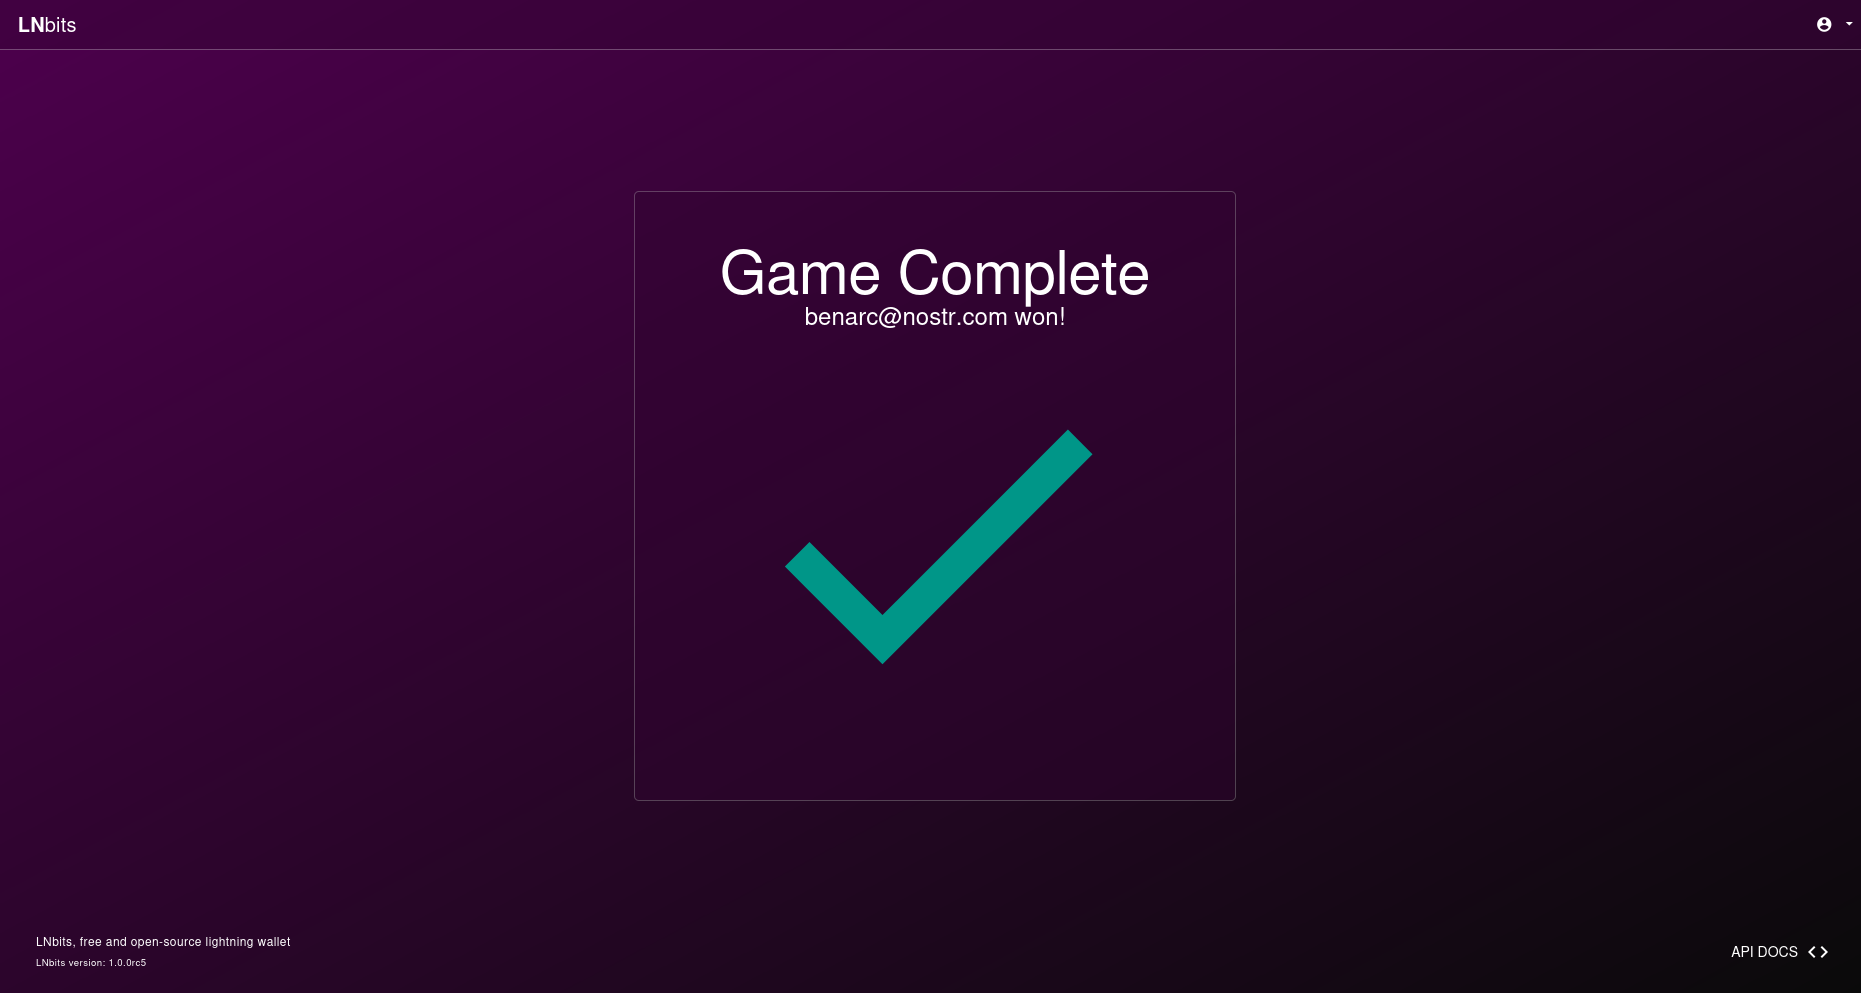 LNbits
Game Complete
benarc@nostr.com won!
LNbits, free and open-source lightning wallet
LNbits version: 1.0.0rc5
API DOCS